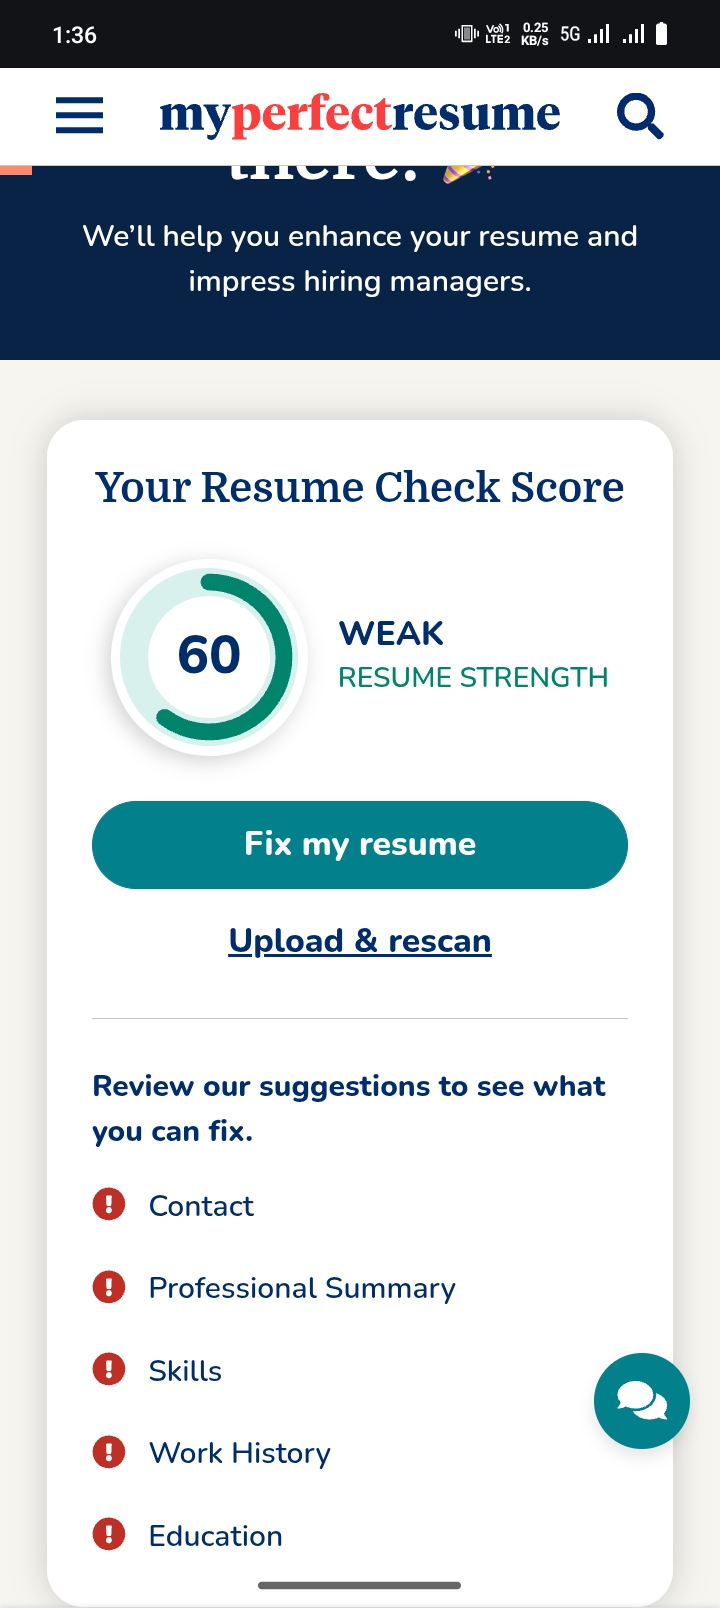 1:36
Vo))1 LTE2
0.25 KB/s
5G
myperfectresume
there!
We’ll help you enhance your resume and
impress hiring managers.
Your Resume Check Score
60
WEAK
RESUME STRENGTH
Fix my resume
Upload & rescan
Review our suggestions to see what
you can fix.
Contact
Professional Summary
Skills
Work History
Education